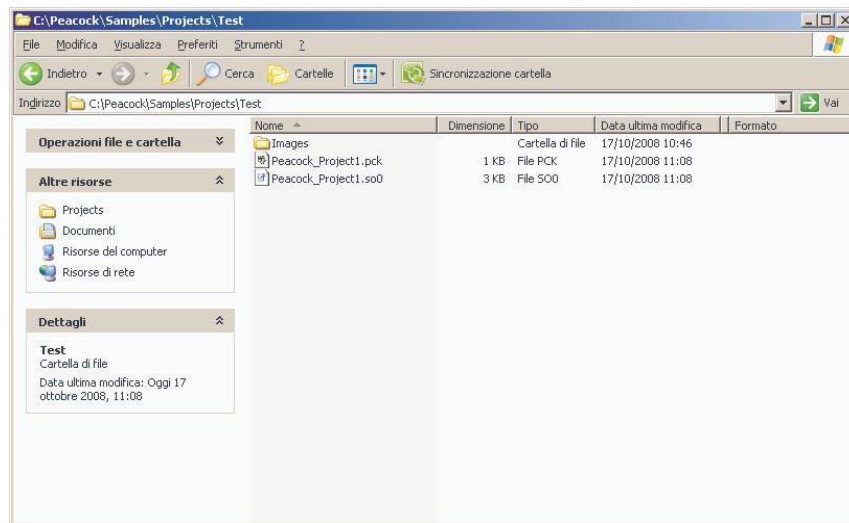 C:\Peacock\Samples\Projects\Test
File Modifica Visualizza Preferiti Strumenti ?
Indietro Cerca Cartelle Sincronizzazione cartella
Indirizzo C:\Peacock\Samples\Projects\Test Vai
Operazioni file e cartella
Altre risorse
Projects
Documenti
Risorse del computer
Risorse di rete
Dettagli
Test
Cartella di file
Data ultima modifica: Oggi 17
ottobre 2008, 11:08
Nome Dimensione Tipo Data ultima modifica Formato
Images Cartella di file 17/10/2008 10:46
Peacock_Project1.pck 1 KB File PCK 17/10/2008 11:08
Peacock_Project1.so0 3 KB File SO0 17/10/2008 11:08